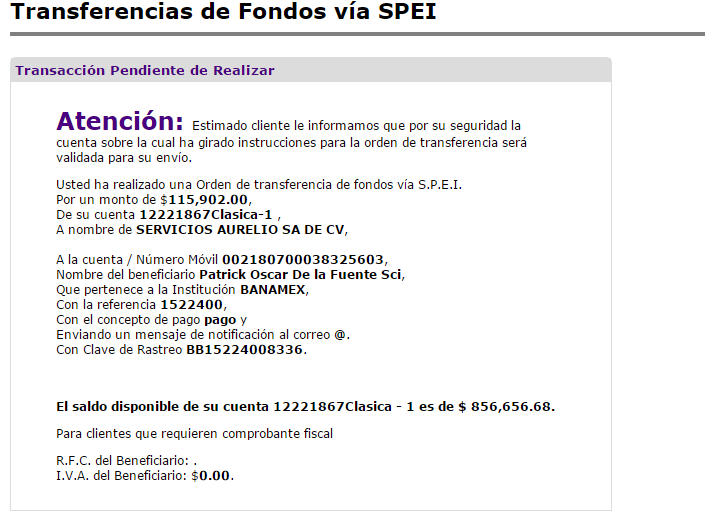 Transferencias de Fondos vía SPEI
Transacción Pendiente de Realizar
Atención: Estimado cliente le informamos que por su seguridad la
cuenta sobre la cual ha girado instrucciones para la orden de transferencia será
validada para su envío.
Usted ha realizado una Orden de transferencia de fondos vía S.P.E.I.
Por un monto de $115,902.00,
De su cuenta 12221867Clasica-1 ,
A nombre de SERVICIOS AURELIO SA DE CV,
A la cuenta / Número Móvil 002180700038325603,
Nombre del beneficiario Patrick Oscar De la Fuente Sci,
Que pertenece a la Institución BANAMEX,
Con la referencia 1522400,
Con el concepto de pago pago y
Enviando un mensaje de notificación al correo @.
Con Clave de Rastreo BB15224008336.
El saldo disponible de su cuenta 12221867Clasica - 1 es de $ 856,656.68.
Para clientes que requieren comprobante fiscal
R.F.C. del Beneficiario: .
I.V.A. del Beneficiario: $0.00.